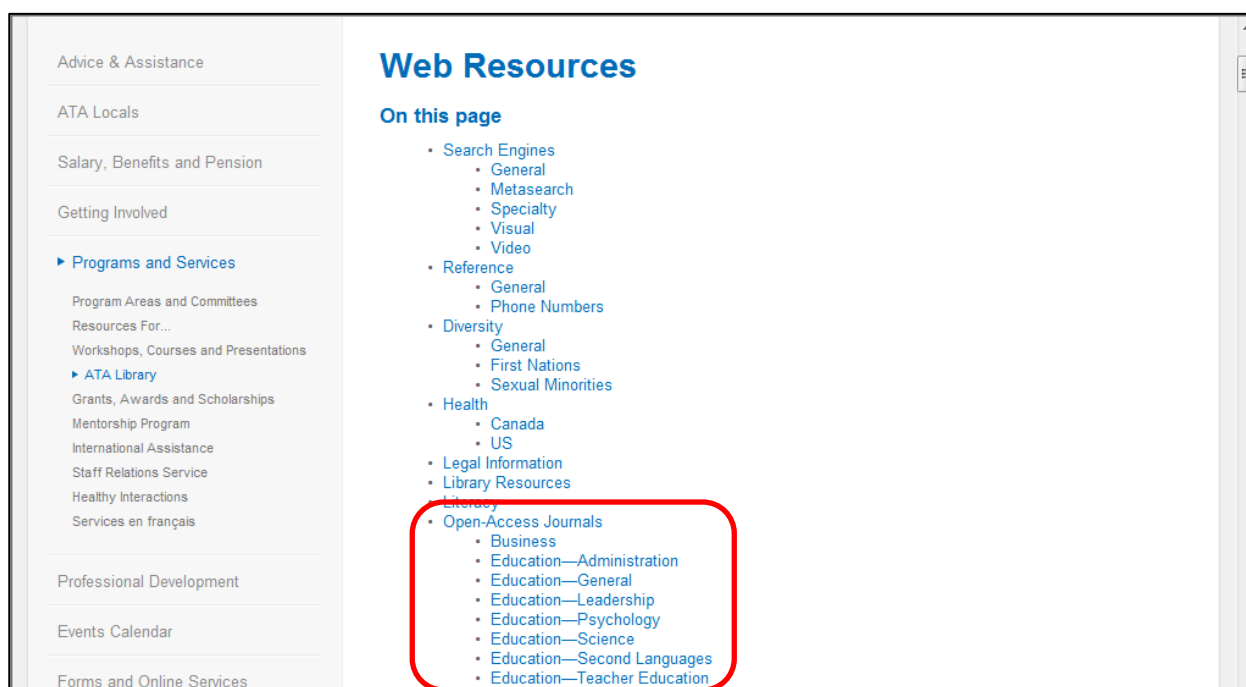 Advice & Assistance
ATA Locals
Salary, Benefits and Pension
Getting Involved
Programs and Services
Program Areas and Committees
Resources For...
Workshops, Courses and Presentations
ATA Library
Grants, Awards and Scholarships
Mentorship Program
International Assistance
Staff Relations Service
Healthy Interactions
Services en français
Professional Development
Events Calendar
Forms and Online Services
Web Resources
On this page
Search Engines
General
Metasearch
Specialty
Visual
Video
Reference
General
Phone Numbers
Diversity
General
First Nations
Sexual Minorities
Health
Canada
US
Legal Information
Library Resources
Literacy
Open-Access Journals
Business
Education—Administration
Education—General
Education—Leadership
Education—Psychology
Education—Science
Education—Second Languages
Education—Teacher Education